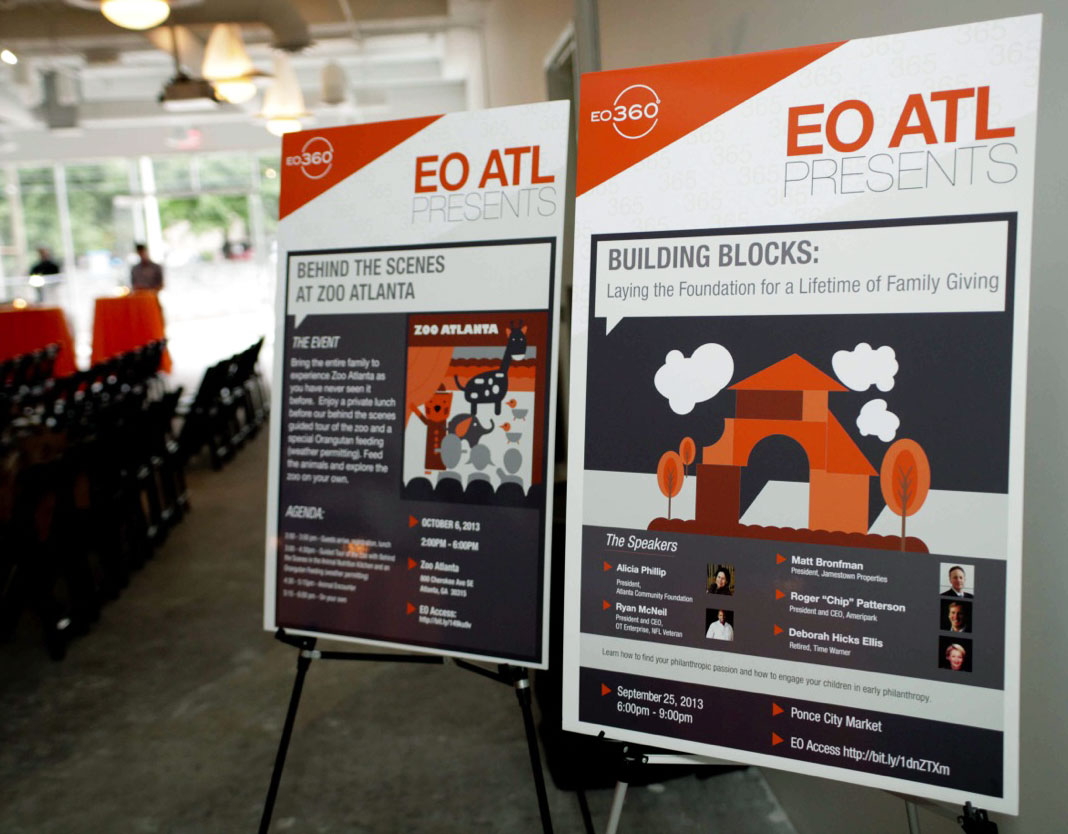 EO360
EO ATL
PRESENTS
BEHIND THE SCENES
AT ZOO ATLANTA
THE EVENT
Bring the entire family to
experience Zoo Atlanta as
you have never seen it
before. Enjoy a private lunch
before our behind the scenes
guided tour of the zoo and a
special Orangutan feeding
(weather permitting). Feed
the animals and explore the
zoo on your own.
ZOO ATLANTA
AGENDA:
OCTOBER 6, 2013
2:00PM - 6:00PM
Zoo Atlanta
800 Cherokee Ave SE
Atlanta, GA 30315
EO Access:
EO360
EO ATL
PRESENTS
BUILDING BLOCKS:
Laying the Foundation for a Lifetime of Family Giving
The Speakers
Alicia Phillip
President,
Atlanta Community Foundation
Ryan McNeil
President and CEO,
OT Enterprise, NFL Veteran
Matt Bronfman
President, Jamestown Properties
Roger "Chip" Patterson
President and CEO, Ameripark
Deborah Hicks Ellis
Retired, Time Warner
Learn how to find your philanthropic passion and how to engage your children in early philanthropy.
September 25, 2013
6:00pm - 9:00pm
Ponce City Market
EO Access http://bit.ly/1dnZTXm